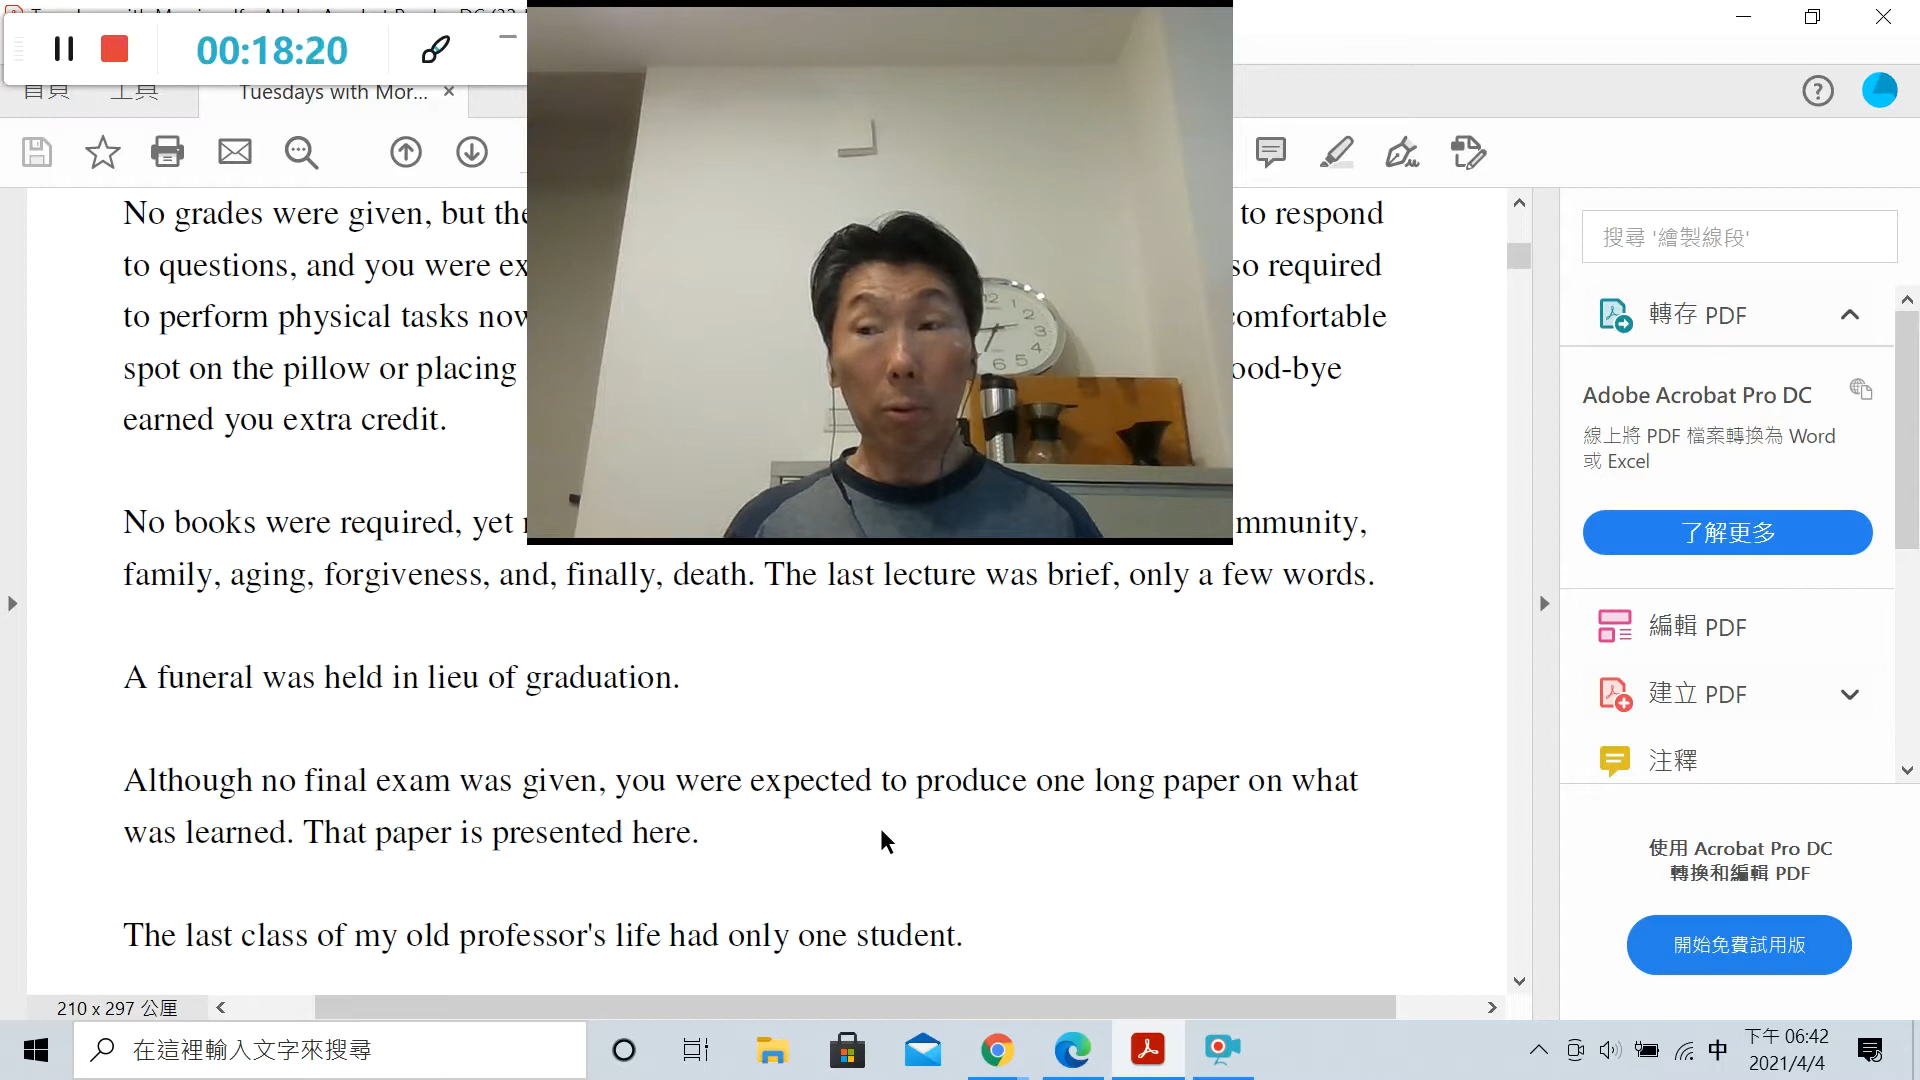 00:18:20
首頁 工具 Tuesdays with Mor... ×
No grades were given, but the to respond
to questions, and you were ex so required
to perform physical tasks now comfortable
spot on the pillow or placing ood-bye
earned you extra credit.
No books were required, yet mmunity,
family, aging, forgiveness, and, finally, death. The last lecture was brief, only a few words.
A funeral was held in lieu of graduation.
Although no final exam was given, you were expected to produce one long paper on what
was learned. That paper is presented here.
The last class of my old professor's life had only one student.
210 x 297 公厘
搜尋 '繪製線段'
轉存 PDF
Adobe Acrobat Pro DC
線上將 PDF 檔案轉換為 Word
或 Excel
了解更多
編輯 PDF
建立 PDF
注釋
使用 Acrobat Pro DC
轉換和編輯 PDF
開始免費試用版
在這裡輸入文字來搜尋
中
下午 06:42
2021/4/4